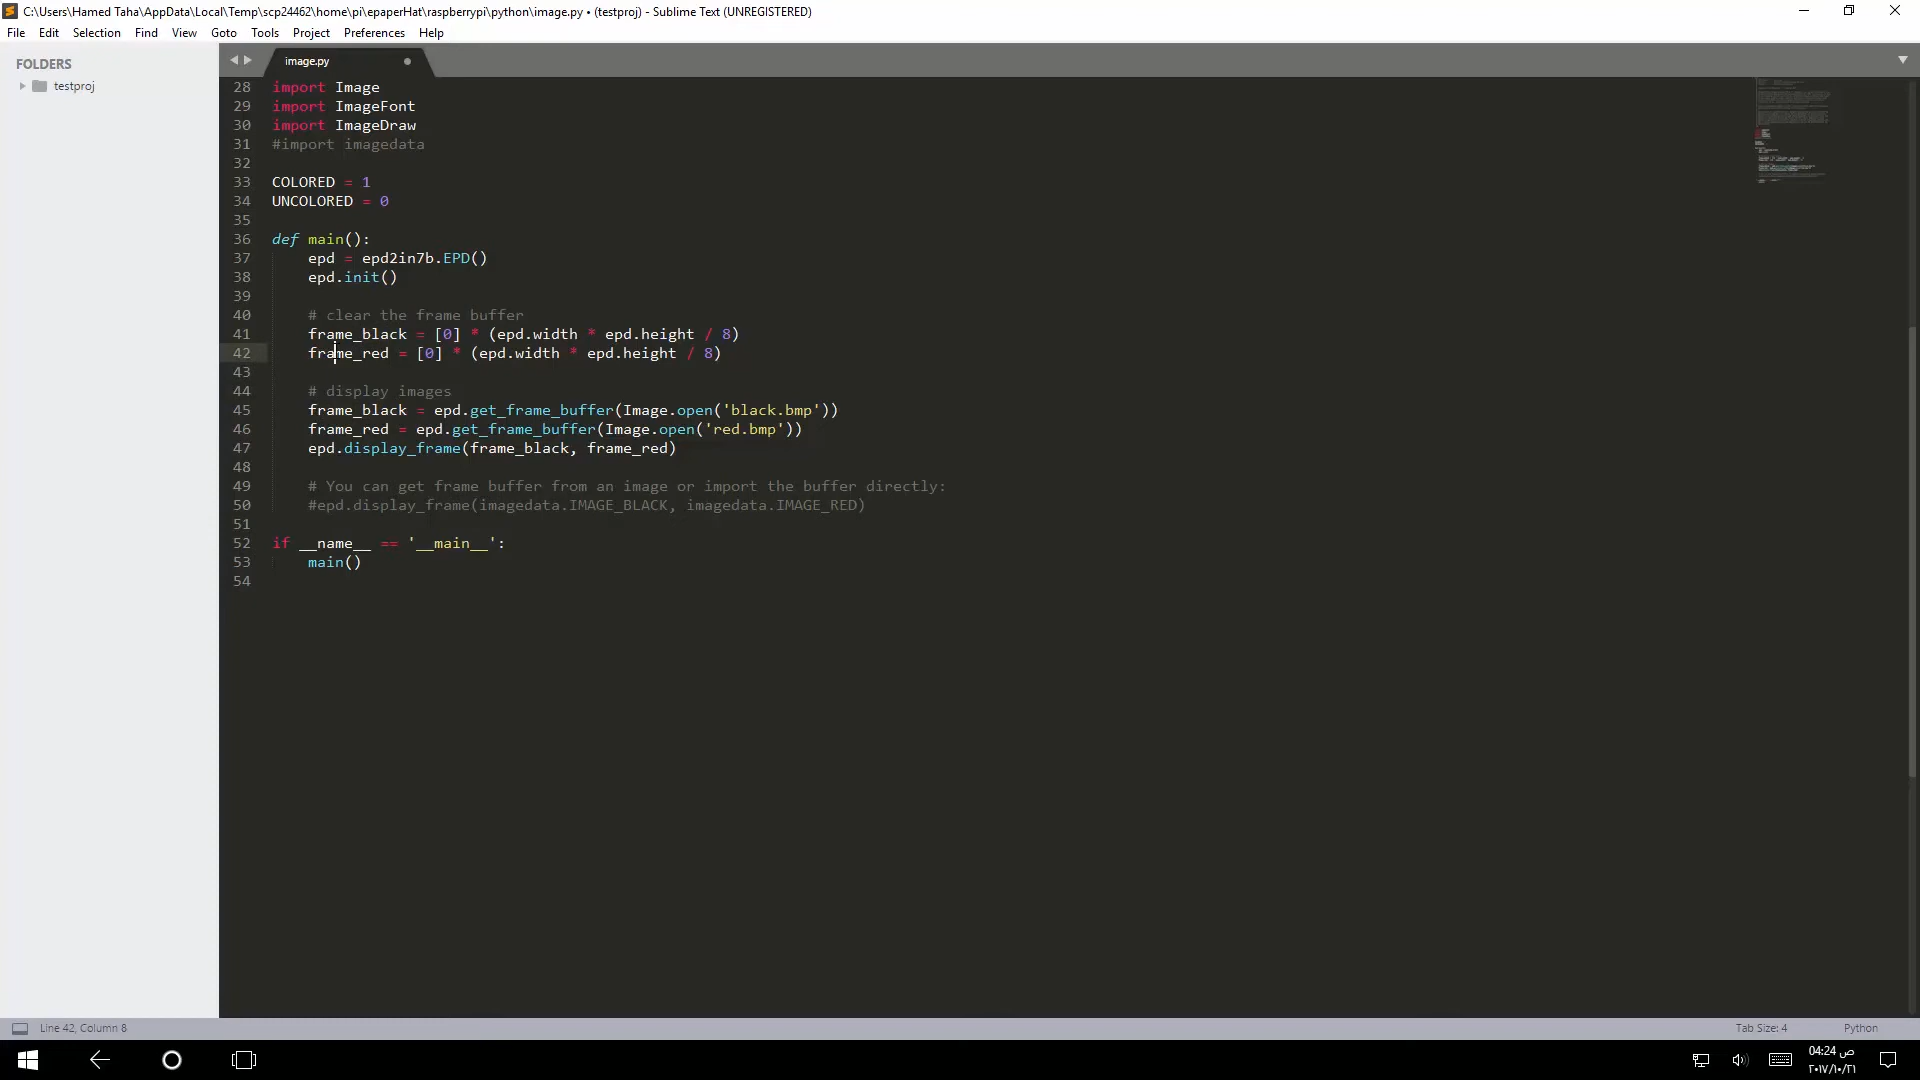 C:\Users\Hamed Taha\AppData\Local\Temp\scp24462\home\pi\epaperHat\raspberrypi\python\image.py • (testproj) - Sublime Text (UNREGISTERED)
File Edit Selection Find View Goto Tools Project Preferences Help
FOLDERS
testproj
image.py
28 import Image
29 import ImageFont
30 import ImageDraw
31 #import imagedata
32
33 COLORED = 1
34 UNCOLORED = 0
35
36 def main():
37     epd = epd2in7b.EPD()
38     epd.init()
39
40     # clear the frame buffer
41     frame_black = [0] * (epd.width * epd.height / 8)
42     frame_red = [0] * (epd.width * epd.height / 8)
43
44     # display images
45     frame_black = epd.get_frame_buffer(Image.open('black.bmp'))
46     frame_red = epd.get_frame_buffer(Image.open('red.bmp'))
47     epd.display_frame(frame_black, frame_red)
48
49     # You can get frame buffer from an image or import the buffer directly:
50     #epd.display_frame(imagedata.IMAGE_BLACK, imagedata.IMAGE_RED)
51
52 if __name__ == '__main__':
53     main()
54
Line 42, Column 8 Tab Size: 4 Python
04:24 ص
٢٠١٧/١٠/٢١